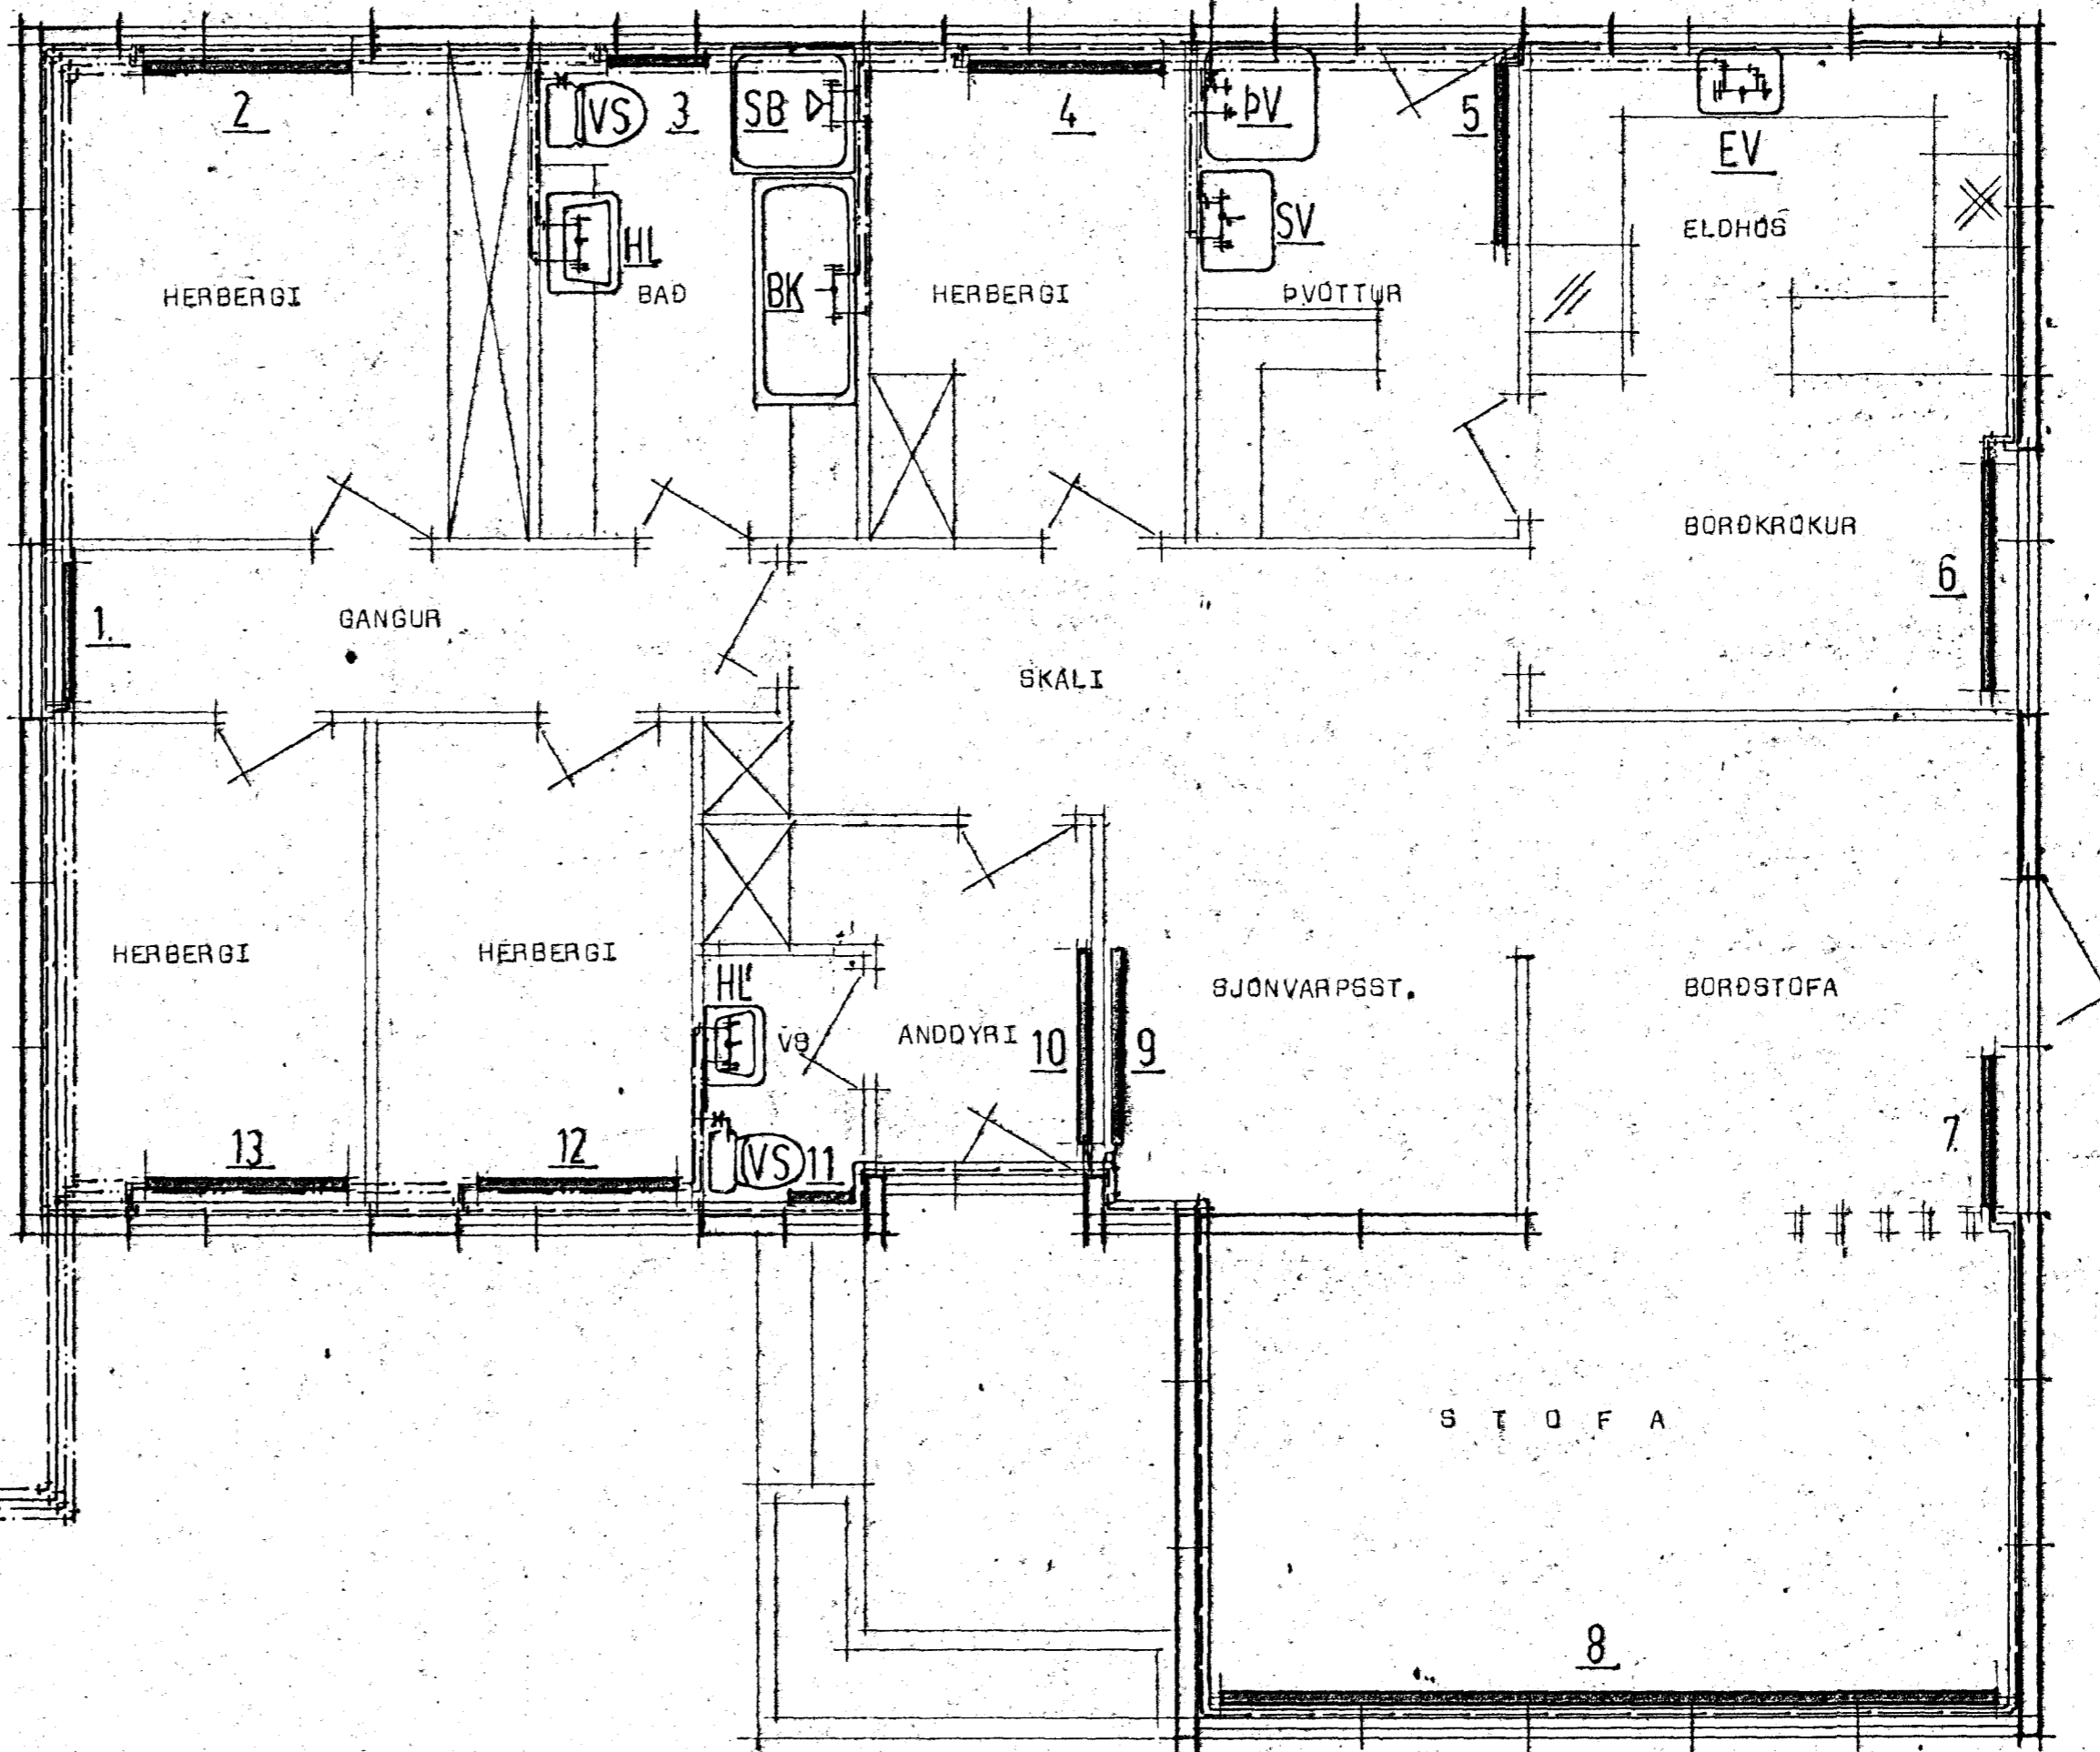 2
VS
3
SB
4
ÞV
5
EV
HL
SV
ELDHÚS
HERBERGI
BAÐ
BK
HERBERGI
ÞVOTTUR
BORÐKRÓKUR
6
1.
GANGUR
SKÁLI
HERBERGI
HERBERGI
HL
VS
ANDDYRI
10
9
SJÓNVARPSST.
BORÐSTOFA
13
12
VS
11
7.
STOFA
8